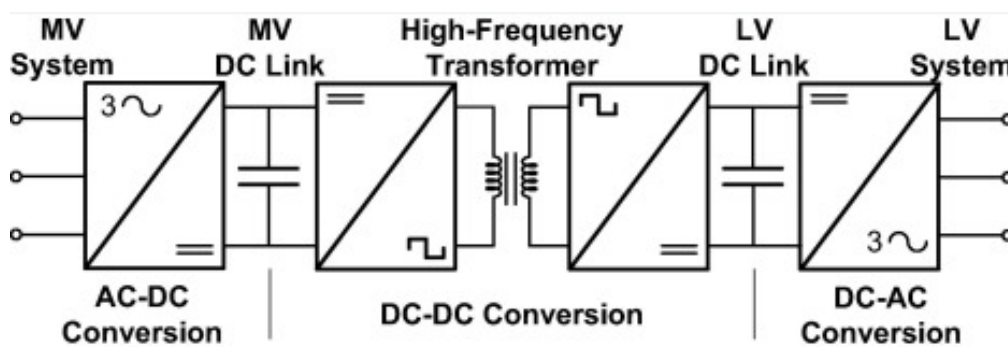 MV
System
MV
DC Link
High-Frequency
Transformer
LV
DC Link
LV
System
3
3
AC-DC
Conversion
DC-DC Conversion
DC-AC
Conversion